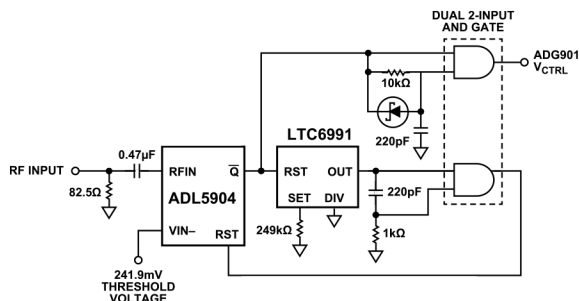 DUAL 2-INPUT
AND GATE
ADG901
VCTRL
10kΩ
220pF
LTC6991
0.47µF
RF INPUT
RFIN
Q
RST
OUT
82.5Ω
ADL5904
SET
DIV
220pF
VIN–
RST
249kΩ
1kΩ
241.9mV
THRESHOLD
VOLTAGE